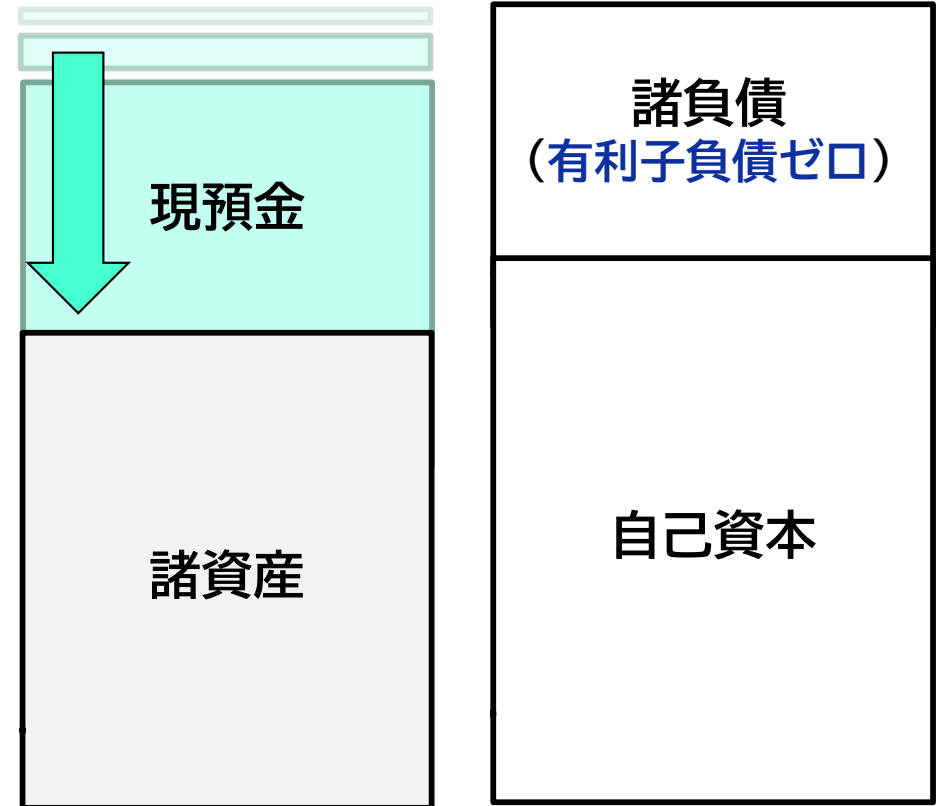 現預金
諸資産
諸負債
（有利子負債ゼロ）
自己資本